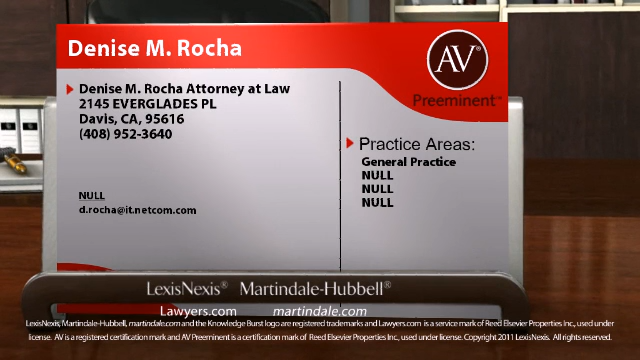 Denise M. Rocha
AV®
Preeminent™
Denise M. Rocha Attorney at Law
2145 EVERGLADES PL
Davis, CA, 95616
(408) 952-3640
NULL
d.rocha@it.netcom.com
Practice Areas:
General Practice
NULL
NULL
NULL
LexisNexis® Martindale-Hubbell®
Lawyers.com martindale.com
LexisNexis, Martindale-Hubbell, martindale.com and the Knowledge Burst logo are registered trademarks and Lawyers.com is a service mark of Reed Elsevier Properties Inc., used under
license. AV is a registered certification mark and AV Preeminent is a certification mark of Reed Elsevier Properties Inc., used under license. Copyright 2011 LexisNexis. All rights reserved.